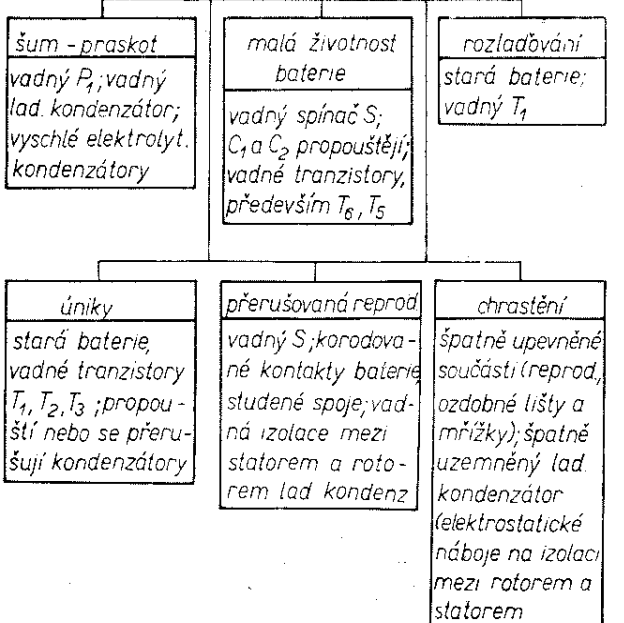 šum - praskot
vadný P₁; vadný
lad. kondenzátor;
vyschlé elektrolyt.
kondenzátory
malá životnost
baterie
vadný spínač S;
C₁ a C₂ propouštějí;
vadné tranzistory,
především T₆, T₅
rozlaďování
stará baterie;
vadný T₁
úniky
stará baterie,
vadné tranzistory
T₁, T₂, T₃ ; propou-
ští nebo se přeru-
šují kondenzátory
přerušovaná reprod.
vadný S; korodova-
né kontakty baterie,
studené spoje; vad-
ná izolace mezi
statorem a roto-
rem lad kondenz
chrastění
špatně upevněné
součásti (reprod.,
ozdobné lišty a
mřížky); špatně
uzemněný lad.
kondenzátor
(elektrostatické
náboje na izolaci
mezi rotorem a
statorem